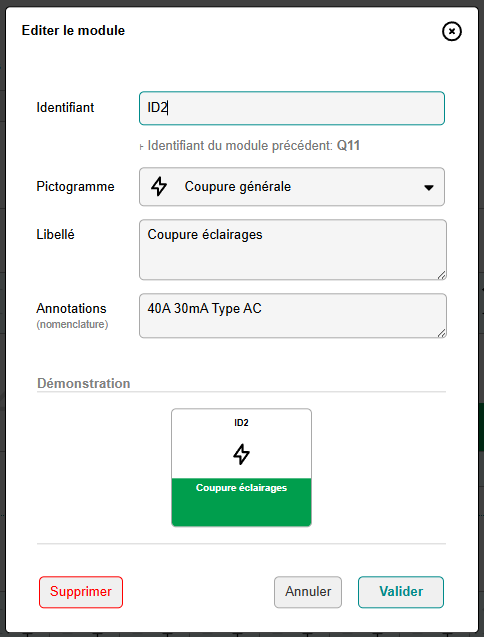 Editer le module
Identifiant
ID2
Identifiant du module précédent: Q11
Pictogramme
Coupure générale
Libellé
Coupure éclairages
Annotations
(nomenclature)
40A 30mA Type AC
Démonstration
ID2
Coupure éclairages
Supprimer
Annuler
Valider